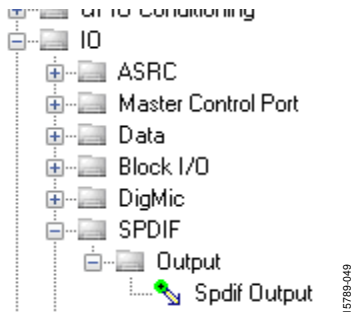 IO
ASRC
Master Control Port
Data
Block I/O
DigMic
SPDIF
Output
Spdif Output
15789-049